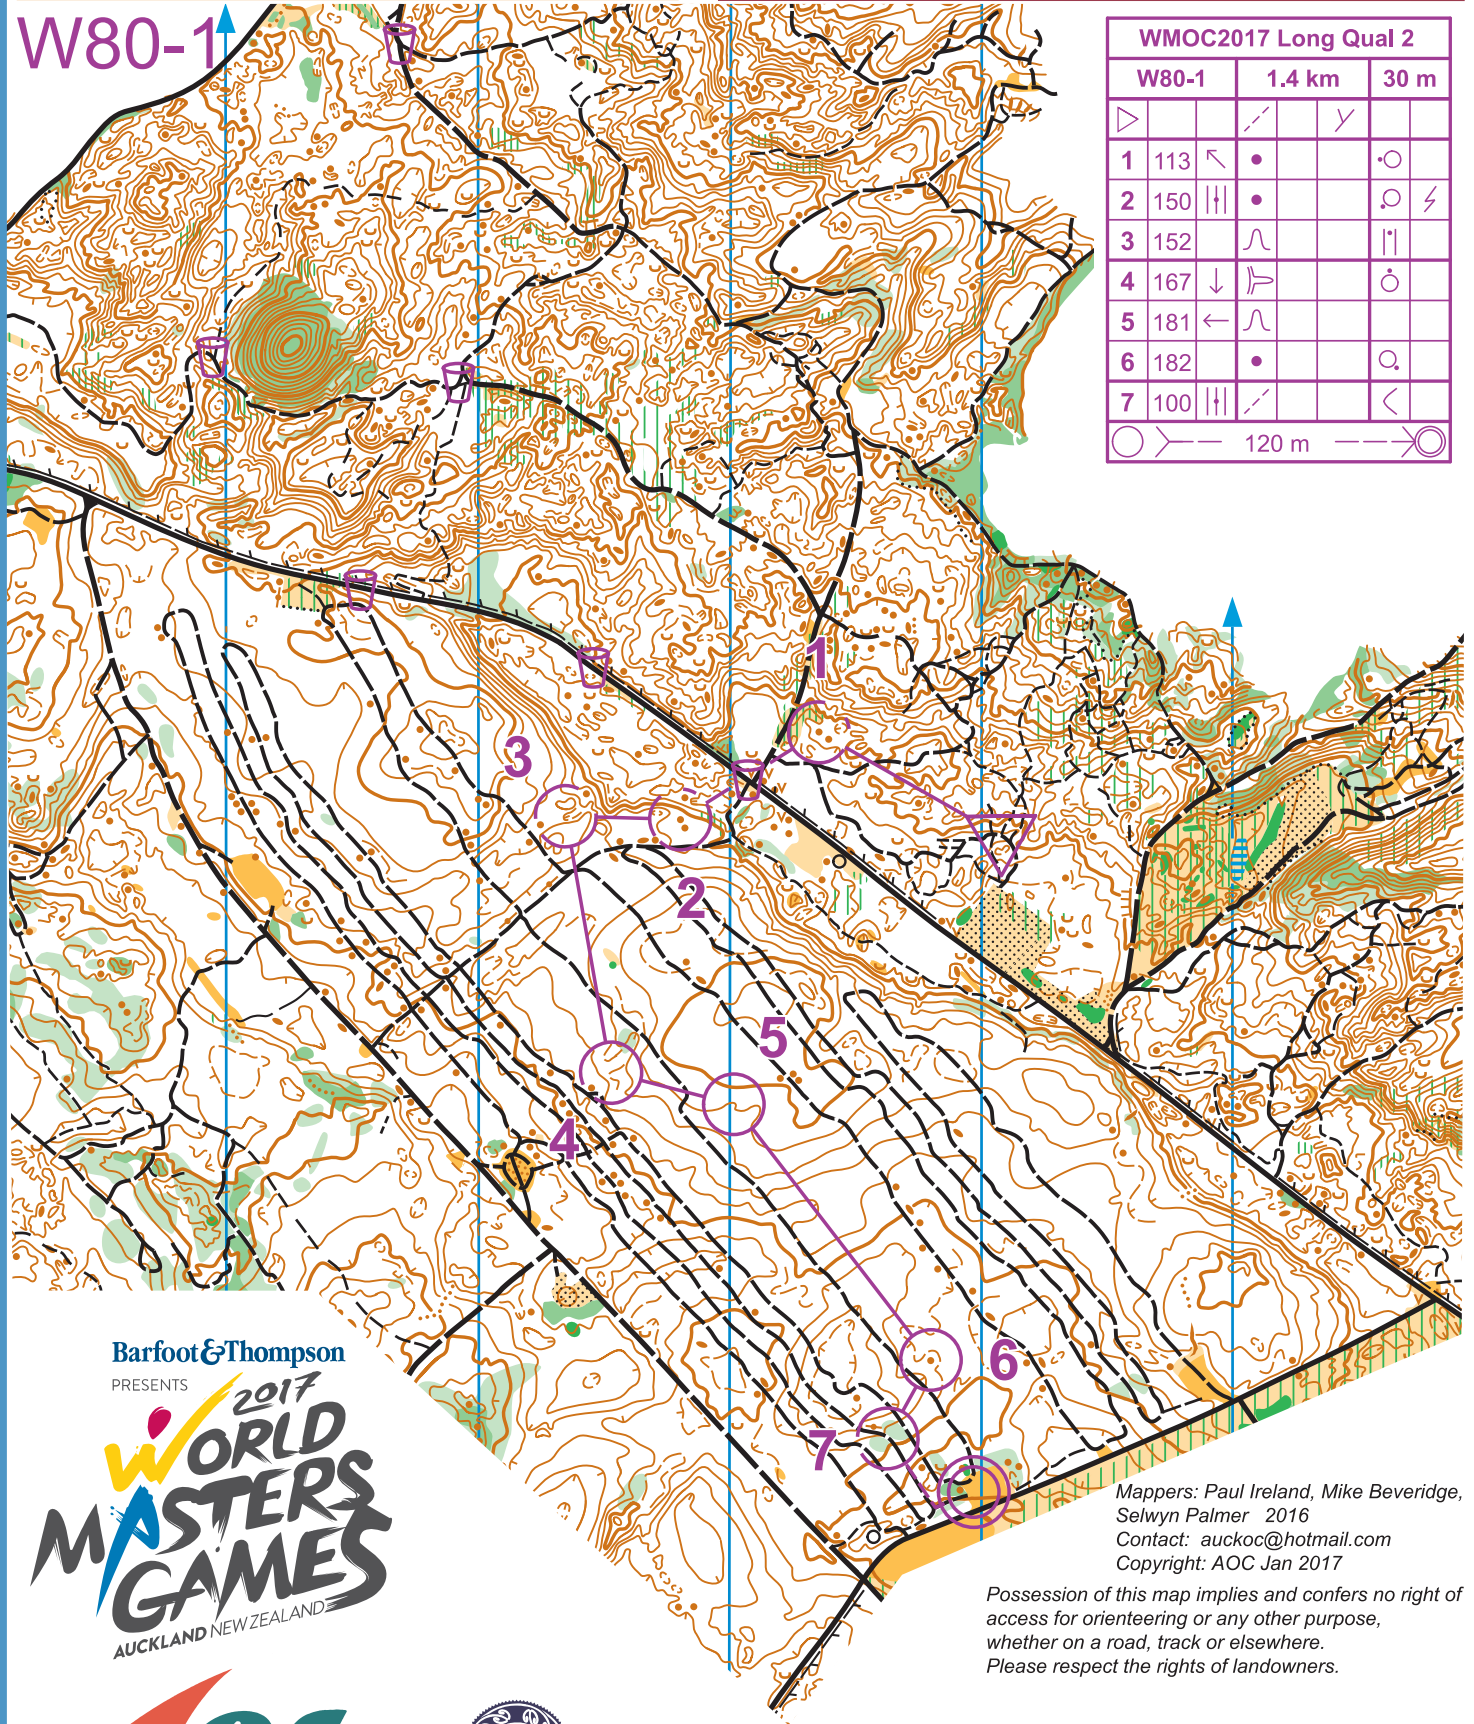 W80-1
WMOC2017 Long Qual 2
W80-1 1.4 km 30 m
1 113
2 150
3 152
4 167
5 181
6 182
7 100
120 m
1
3
2
5
4
6
7
Barfoot&Thompson
PRESENTS
2017
WORLD
MASTERS
GAMES
AUCKLAND NEW ZEALAND
Mappers: Paul Ireland, Mike Beveridge,
Selwyn Palmer 2016
Contact: auckoc@hotmail.com
Copyright: AOC Jan 2017
Possession of this map implies and confers no right of
access for orienteering or any other purpose,
whether on a road, track or elsewhere.
Please respect the rights of landowners.